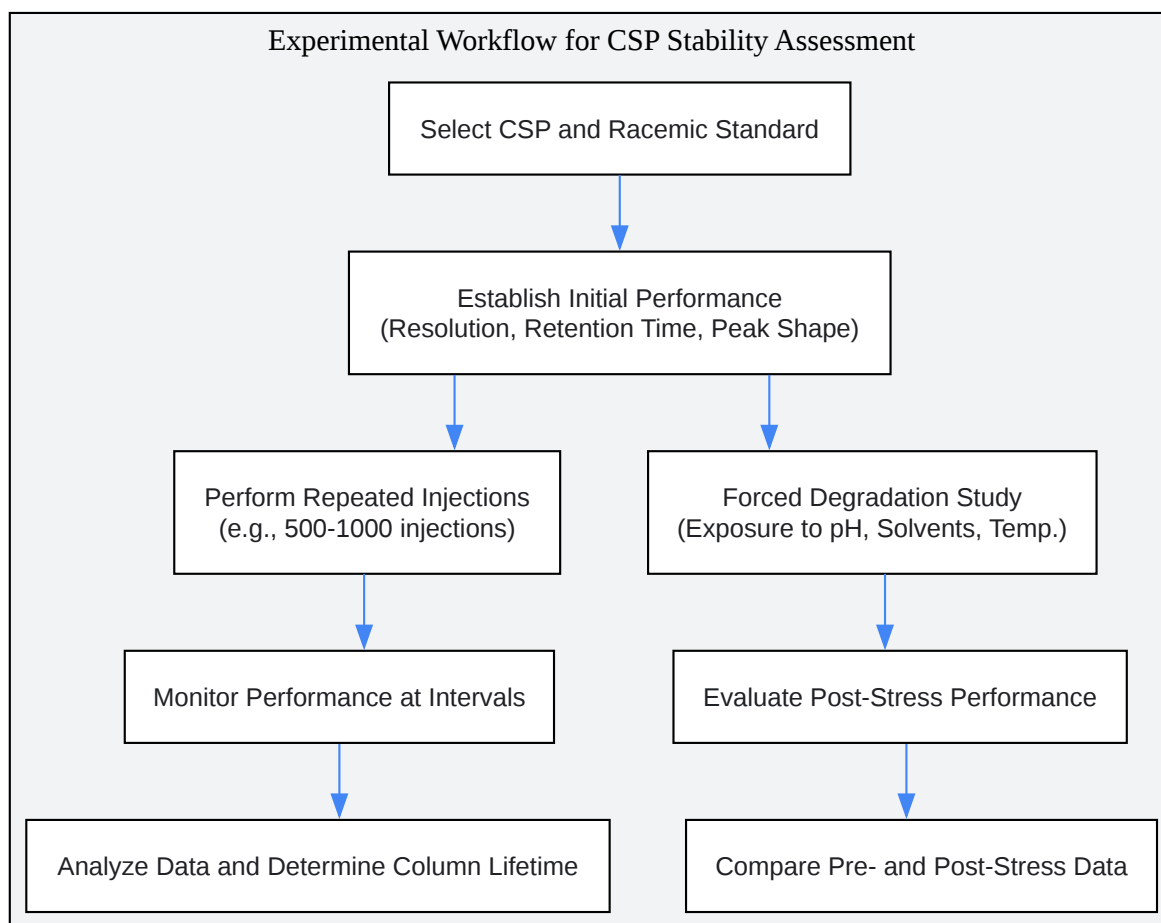 Experimental Workflow for CSP Stability Assessment
Select CSP and Racemic Standard
Establish Initial Performance
(Resolution, Retention Time, Peak Shape)
Perform Repeated Injections
(e.g., 500-1000 injections)
Forced Degradation Study
(Exposure to pH, Solvents, Temp.)
Monitor Performance at Intervals
Evaluate Post-Stress Performance
Analyze Data and Determine Column Lifetime
Compare Pre- and Post-Stress Data